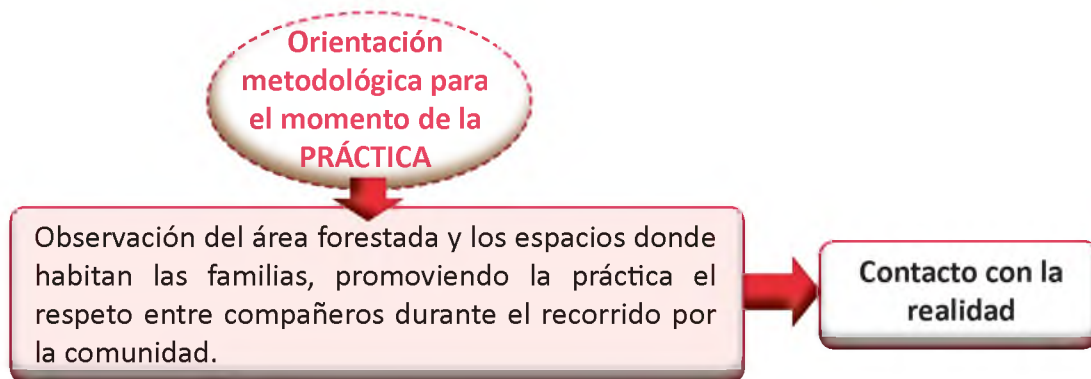 Orientación
metodológica para
el momento de la
PRÁCTICA
Observación del área forestada y los espacios donde
habitan las familias, promoviendo la práctica el
respeto entre compañeros durante el recorrido por
la comunidad.
Contacto con la
realidad